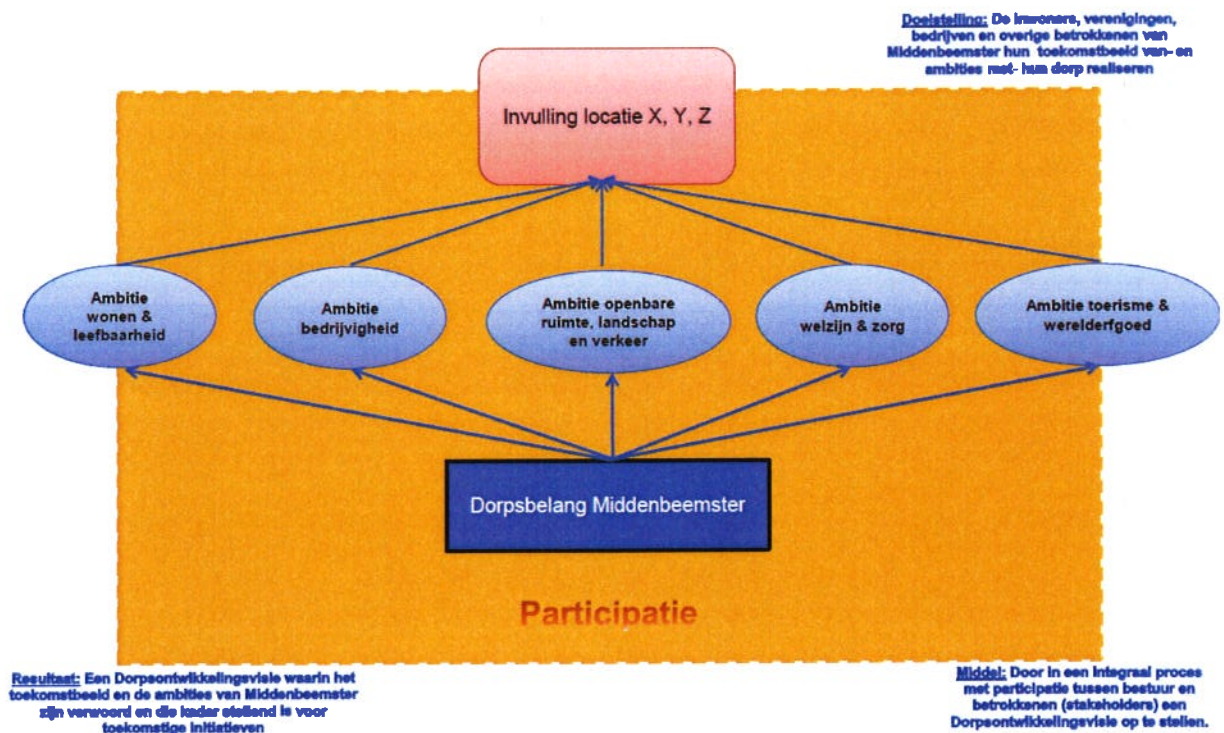 Doelstelling: De inwoners, verenigingen,
bedrijven en overige betrokkenen van
Middenbeemster hun toekomstbeeld van- en
ambities met- hun dorp realiseren
Invulling locatie X, Y, Z
Ambitie
wonen &
leefbaarheid
Ambitie
bedrijvigheid
Ambitie openbare
ruimte, landschap
en verkeer
Ambitie
welzijn & zorg
Ambitie toerisme &
werelderfgoed
Dorpsbelang Middenbeemster
Participatie
Resultaat: Een Dorpsontwikkelingsvisie waarin het
toekomstbeeld en de ambities van Middenbeemster
zijn verwoord en die kader stellend is voor
toekomstige initiatieven
Middel: Door in een integraal proces
met participatie tussen bestuur en
betrokkenen (stakeholders) een
Dorpsontwikkelingsvisie op te stellen.